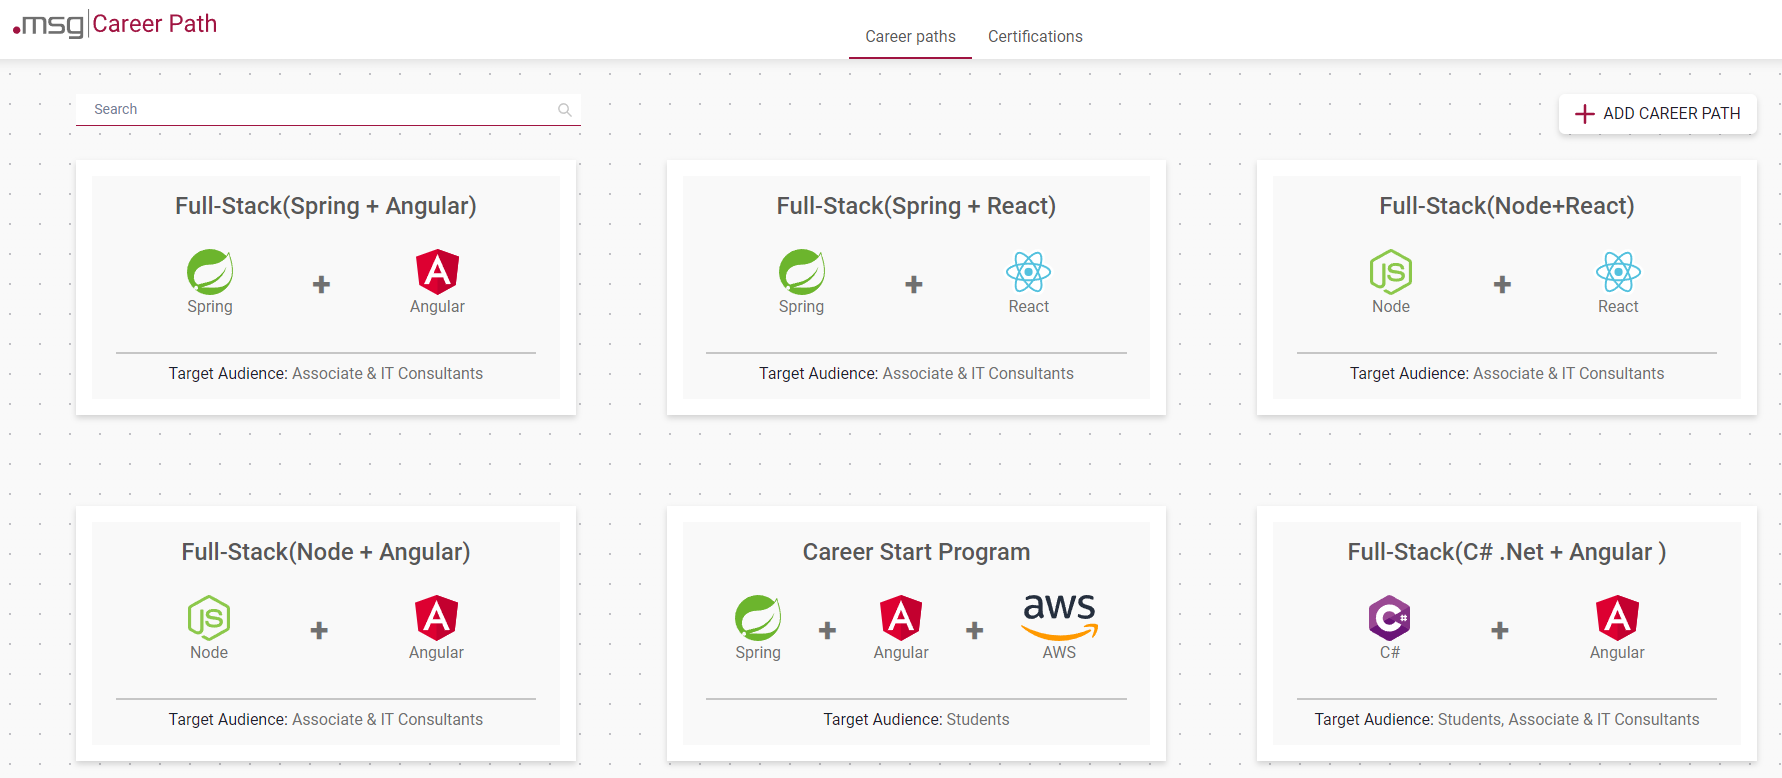 .msg Career Path
Career paths
Certifications
Search
ADD CAREER PATH
Full-Stack(Spring + Angular)
Spring + Angular
Target Audience: Associate & IT Consultants
Full-Stack(Spring + React)
Spring + React
Target Audience: Associate & IT Consultants
Full-Stack(Node+React)
JS
Node + React
Target Audience: Associate & IT Consultants
Full-Stack(Node + Angular)
JS
Node + Angular
Target Audience: Associate & IT Consultants
Career Start Program
aws
Spring + Angular + AWS
Target Audience: Students
Full-Stack(C# .Net + Angular )
C#
C# + Angular
Target Audience: Students, Associate & IT Consultants